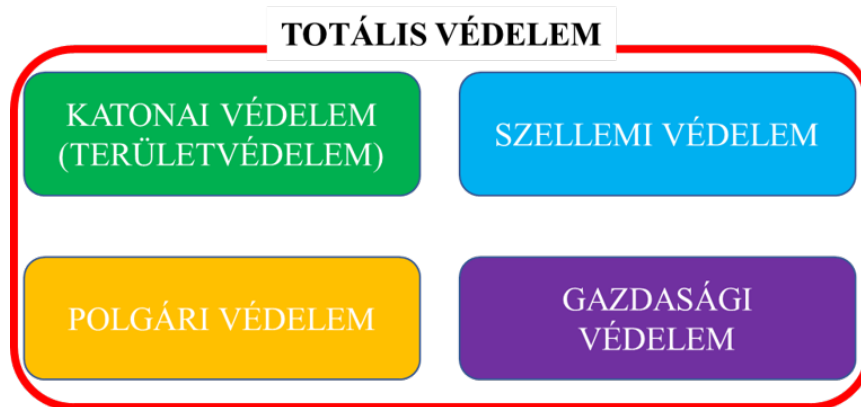 TOTÁLIS VÉDELEM
KATONAI VÉDELEM
(TERÜLETVÉDELEM)
SZELLEMI VÉDELEM
POLGÁRI VÉDELEM
GAZDASÁGI
VÉDELEM